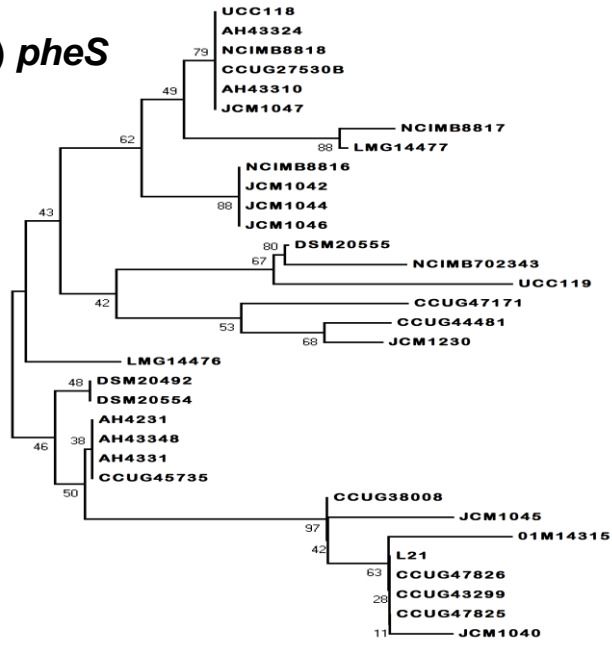 ) pheS
UCC118
AH43324
79 NCIMB8818
CCUG27530B
49 AH43310
JCM1047
NCIMB8817
62
88 LMG14477
NCIMB8816
JCM1042
88 JCM1044
43 JCM1046
80 DSM20555
67 NCIMB702343
UCC119
42 CCUG47171
53 CCUG44481
68 JCM1230
LMG14476
48 DSM20492
DSM20554
AH4231
46 38 AH43348
AH4331
CCUG45735
50
CCUG38008
97 JCM1045
42 01M14315
L21
63 CCUG47826
28 CCUG43299
CCUG47825
11 JCM1040